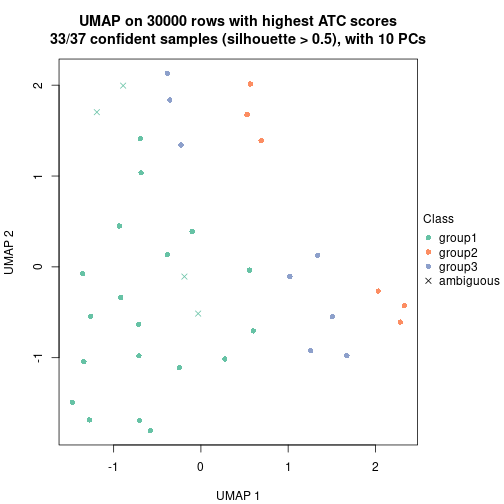 UMAP on 30000 rows with highest ATC scores
33/37 confident samples (silhouette > 0.5), with 10 PCs
2
1
0
-1
UMAP 2
-1
0
1
2
UMAP 1
Class
group1
group2
group3
ambiguous